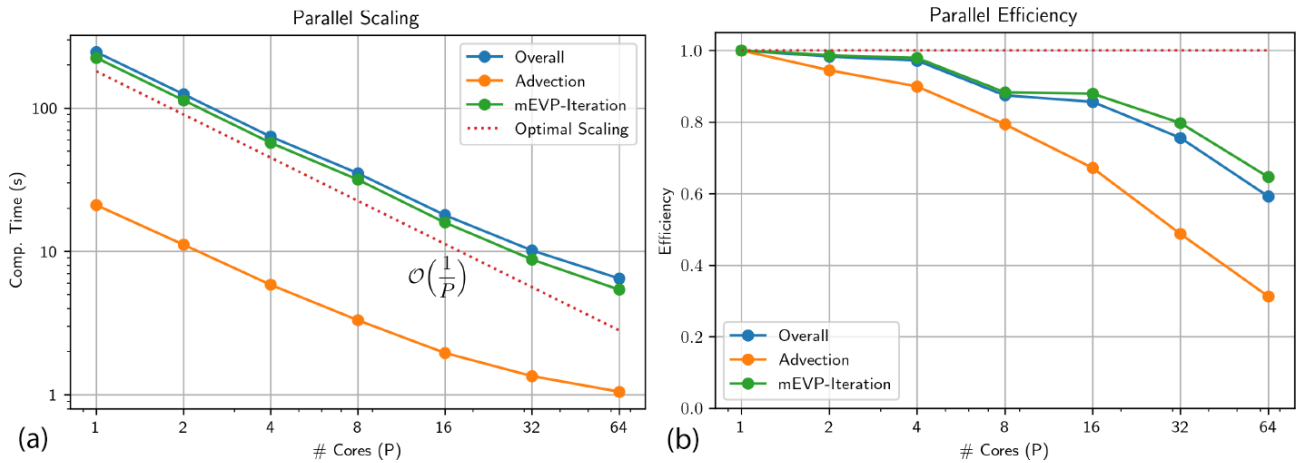 Parallel Scaling
Comp. Time (s)
100
10
1
Overall
Advection
mEVP-Iteration
Optimal Scaling
𝒪(1/P)
1 2 4 8 16 32 64
# Cores (P)
(a)
Parallel Efficiency
Efficiency
1.0
0.8
0.6
0.4
0.2
0.0
Overall
Advection
mEVP-Iteration
1 2 4 8 16 32 64
# Cores (P)
(b)